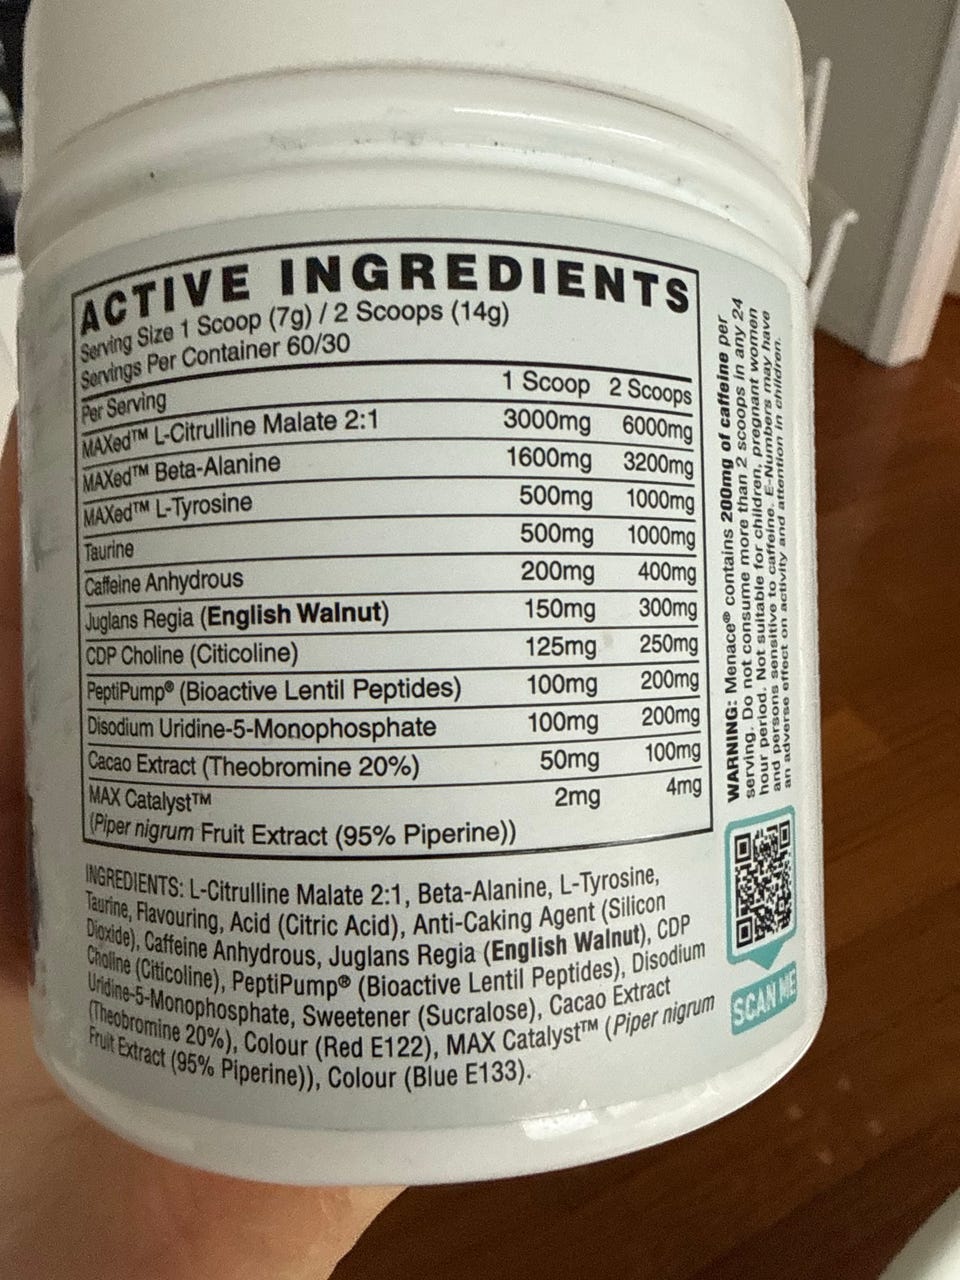 ACTIVE INGREDIENTS
Serving Size 1 Scoop (7g) / 2 Scoops (14g)
Servings Per Container 60/30
Per Serving 1 Scoop 2 Scoops
MAXed™ L-Citrulline Malate 2:1 3000mg 6000mg
MAXed™ Beta-Alanine 1600mg 3200mg
MAXed™ L-Tyrosine 500mg 1000mg
Taurine 500mg 1000mg
Caffeine Anhydrous 200mg 400mg
Juglans Regia (English Walnut) 150mg 300mg
CDP Choline (Citicoline) 125mg 250mg
PeptiPump® (Bioactive Lentil Peptides) 100mg 200mg
Disodium Uridine-5-Monophosphate 100mg 200mg
Cacao Extract (Theobromine 20%) 50mg 100mg
MAX Catalyst™ 2mg 4mg
(Piper nigrum Fruit Extract (95% Piperine))
INGREDIENTS: L-Citrulline Malate 2:1, Beta-Alanine, L-Tyrosine,
Taurine, Flavouring, Acid (Citric Acid), Anti-Caking Agent (Silicon
Dioxide), Caffeine Anhydrous, Juglans Regia (English Walnut), CDP
Choline (Citicoline), PeptiPump® (Bioactive Lentil Peptides), Disodium
Uridine-5-Monophosphate, Sweetener (Sucralose), Cacao Extract
(Theobromine 20%), Colour (Red E122), MAX Catalyst™ (Piper nigrum
Fruit Extract (95% Piperine)), Colour (Blue E133).
WARNING: Menace® contains 200mg of caffeine per
serving. Do not consume more than 2 scoops in any 24
hour period. Not suitable for children, pregnant women
and persons sensitive to caffeine. E-Numbers may have
an adverse effect on activity and attention in children.
SCAN ME